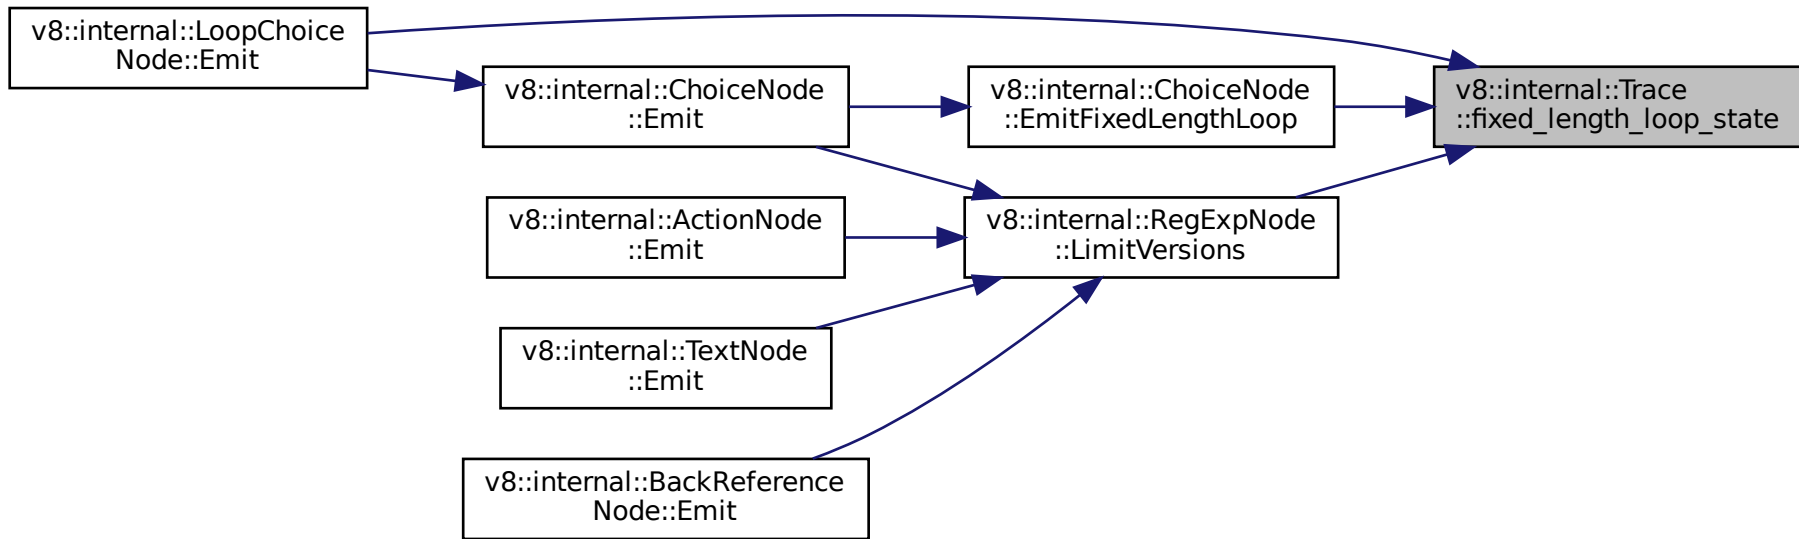 v8::internal::LoopChoice
Node::Emit
v8::internal::ChoiceNode
::Emit
v8::internal::ChoiceNode
::EmitFixedLengthLoop
v8::internal::Trace
::fixed_length_loop_state
v8::internal::ActionNode
::Emit
v8::internal::RegExpNode
::LimitVersions
v8::internal::TextNode
::Emit
v8::internal::BackReference
Node::Emit